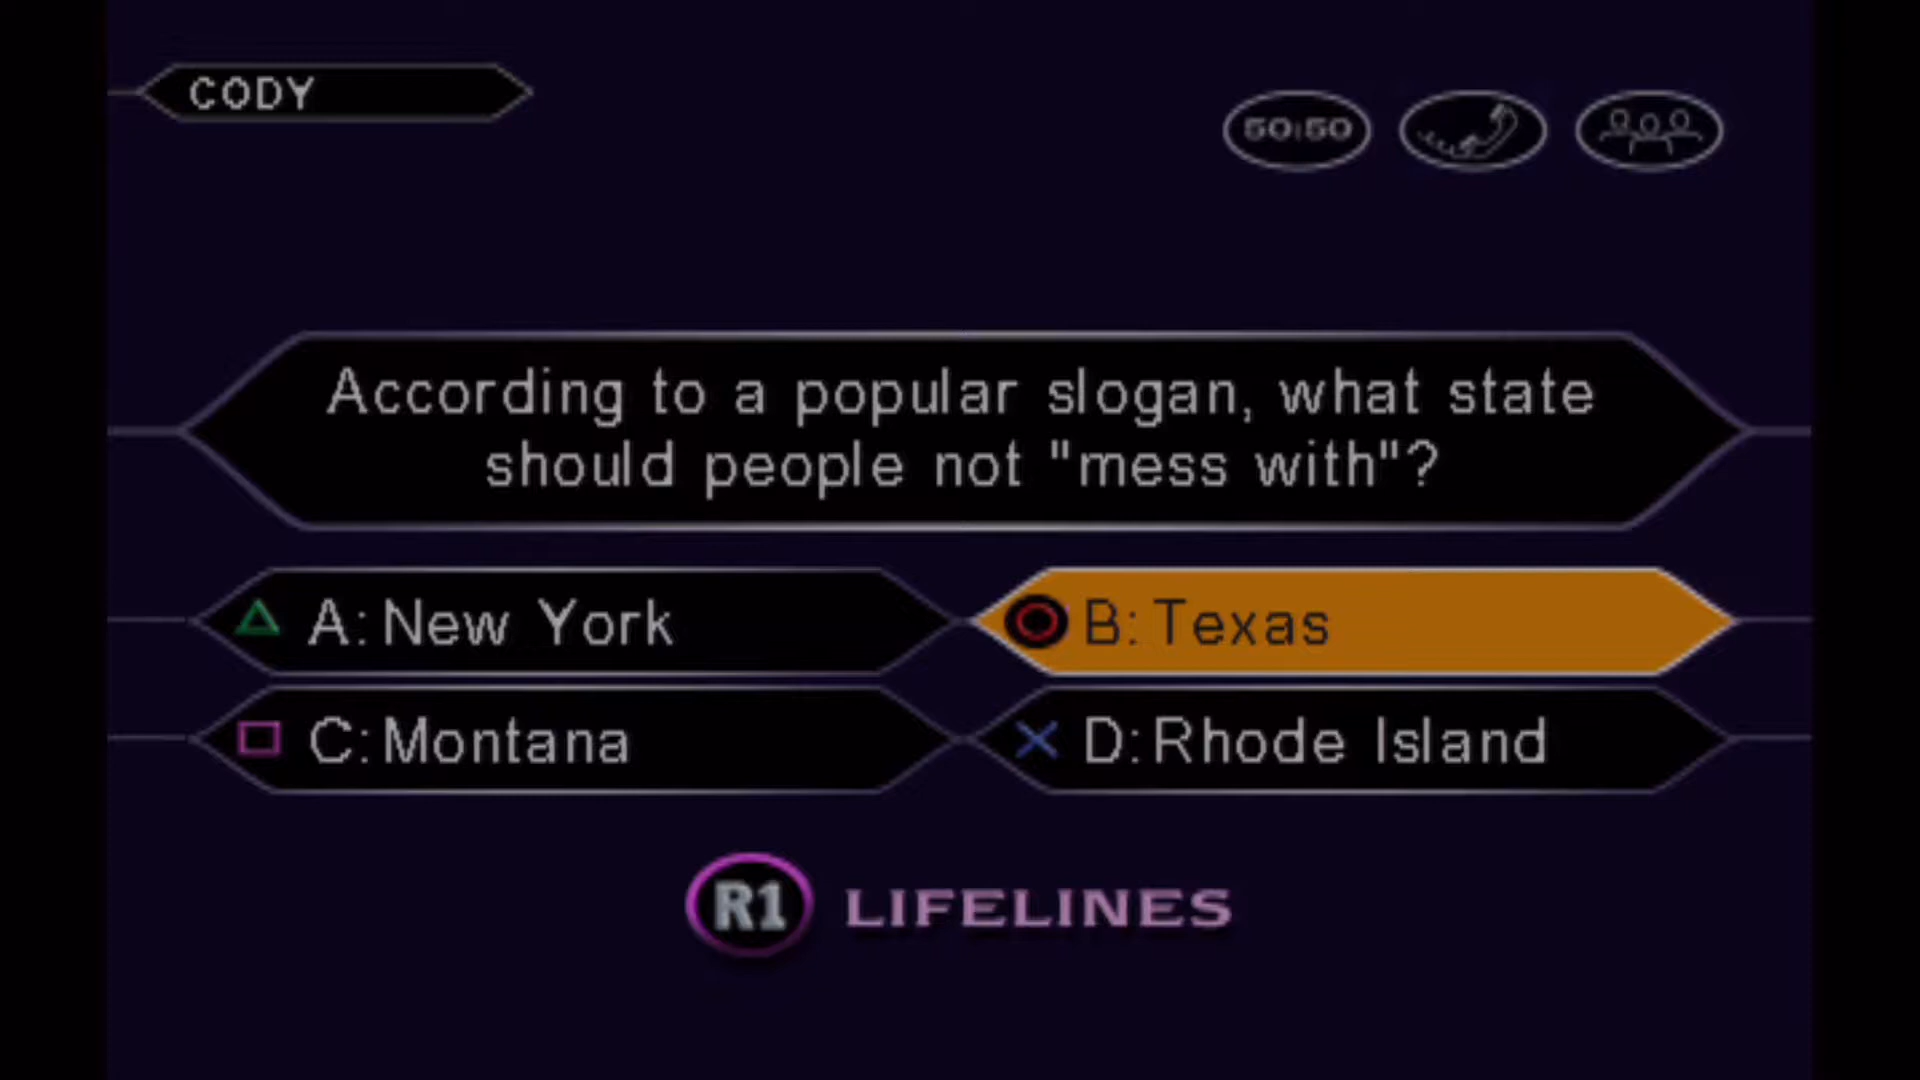 CODY
50:50
According to a popular slogan, what state
should people not "mess with"?
A: New York
B: Texas
C: Montana
D: Rhode Island
R1 LIFELINES